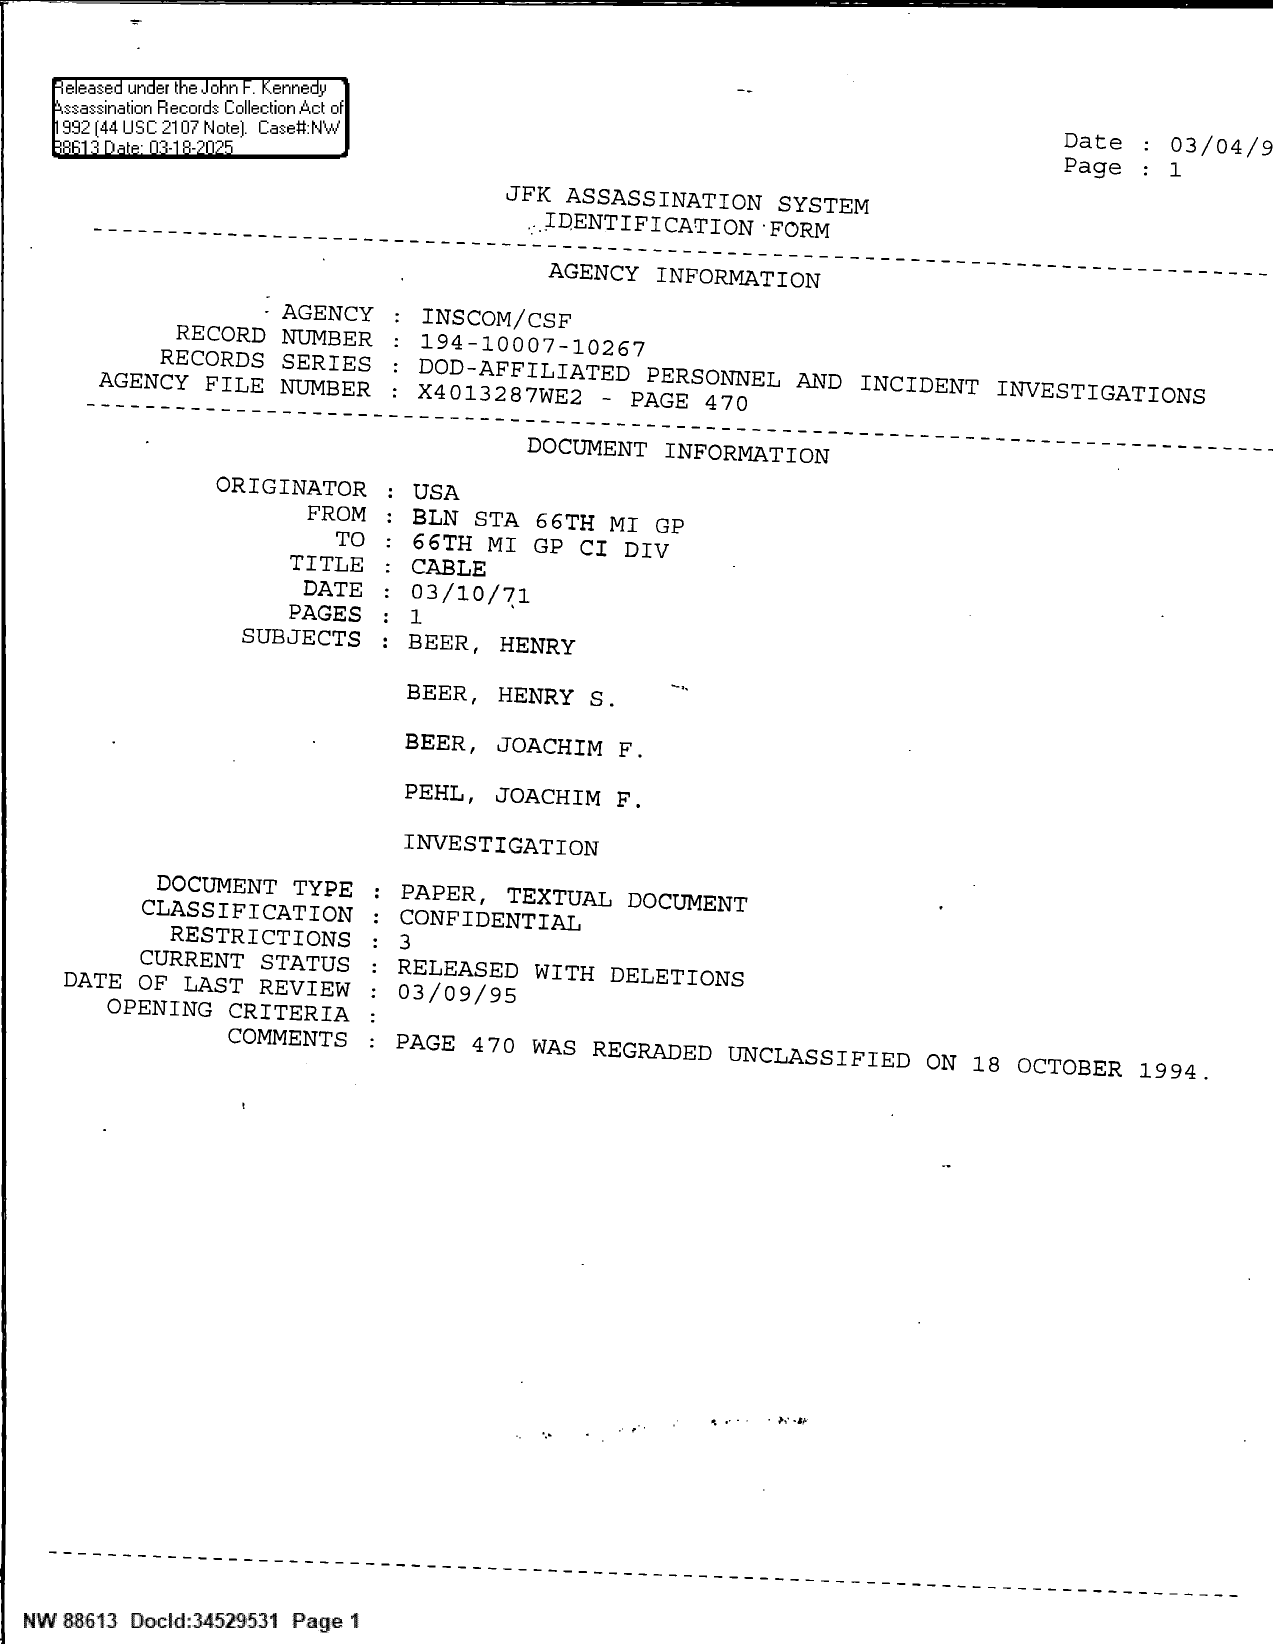 Released under the John F. Kennedy
Assassination Records Collection Act of
1992 (44 USC 2107 Note). Case#:NW
88613 Date: 03-18-2025
Date : 03/04/9
Page : 1
JFK ASSASSINATION SYSTEM
IDENTIFICATION FORM
AGENCY INFORMATION
AGENCY : INSCOM/CSF
RECORD NUMBER : 194-10007-10267
RECORDS SERIES : DOD-AFFILIATED PERSONNEL AND INCIDENT INVESTIGATIONS
AGENCY FILE NUMBER : X4013287WE2 - PAGE 470
DOCUMENT INFORMATION
ORIGINATOR : USA
FROM : BLN STA 66TH MI GP
TO : 66TH MI GP CI DIV
TITLE : CABLE
DATE : 03/10/71
PAGES : 1
SUBJECTS : BEER, HENRY
BEER, HENRY S.
BEER, JOACHIM F.
PEHL, JOACHIM F.
INVESTIGATION
DOCUMENT TYPE : PAPER, TEXTUAL DOCUMENT
CLASSIFICATION : CONFIDENTIAL
RESTRICTIONS : 3
CURRENT STATUS : RELEASED WITH DELETIONS
DATE OF LAST REVIEW : 03/09/95
OPENING CRITERIA :
COMMENTS : PAGE 470 WAS REGRADED UNCLASSIFIED ON 18 OCTOBER 1994.
NW 88613 DocId:34529531 Page 1